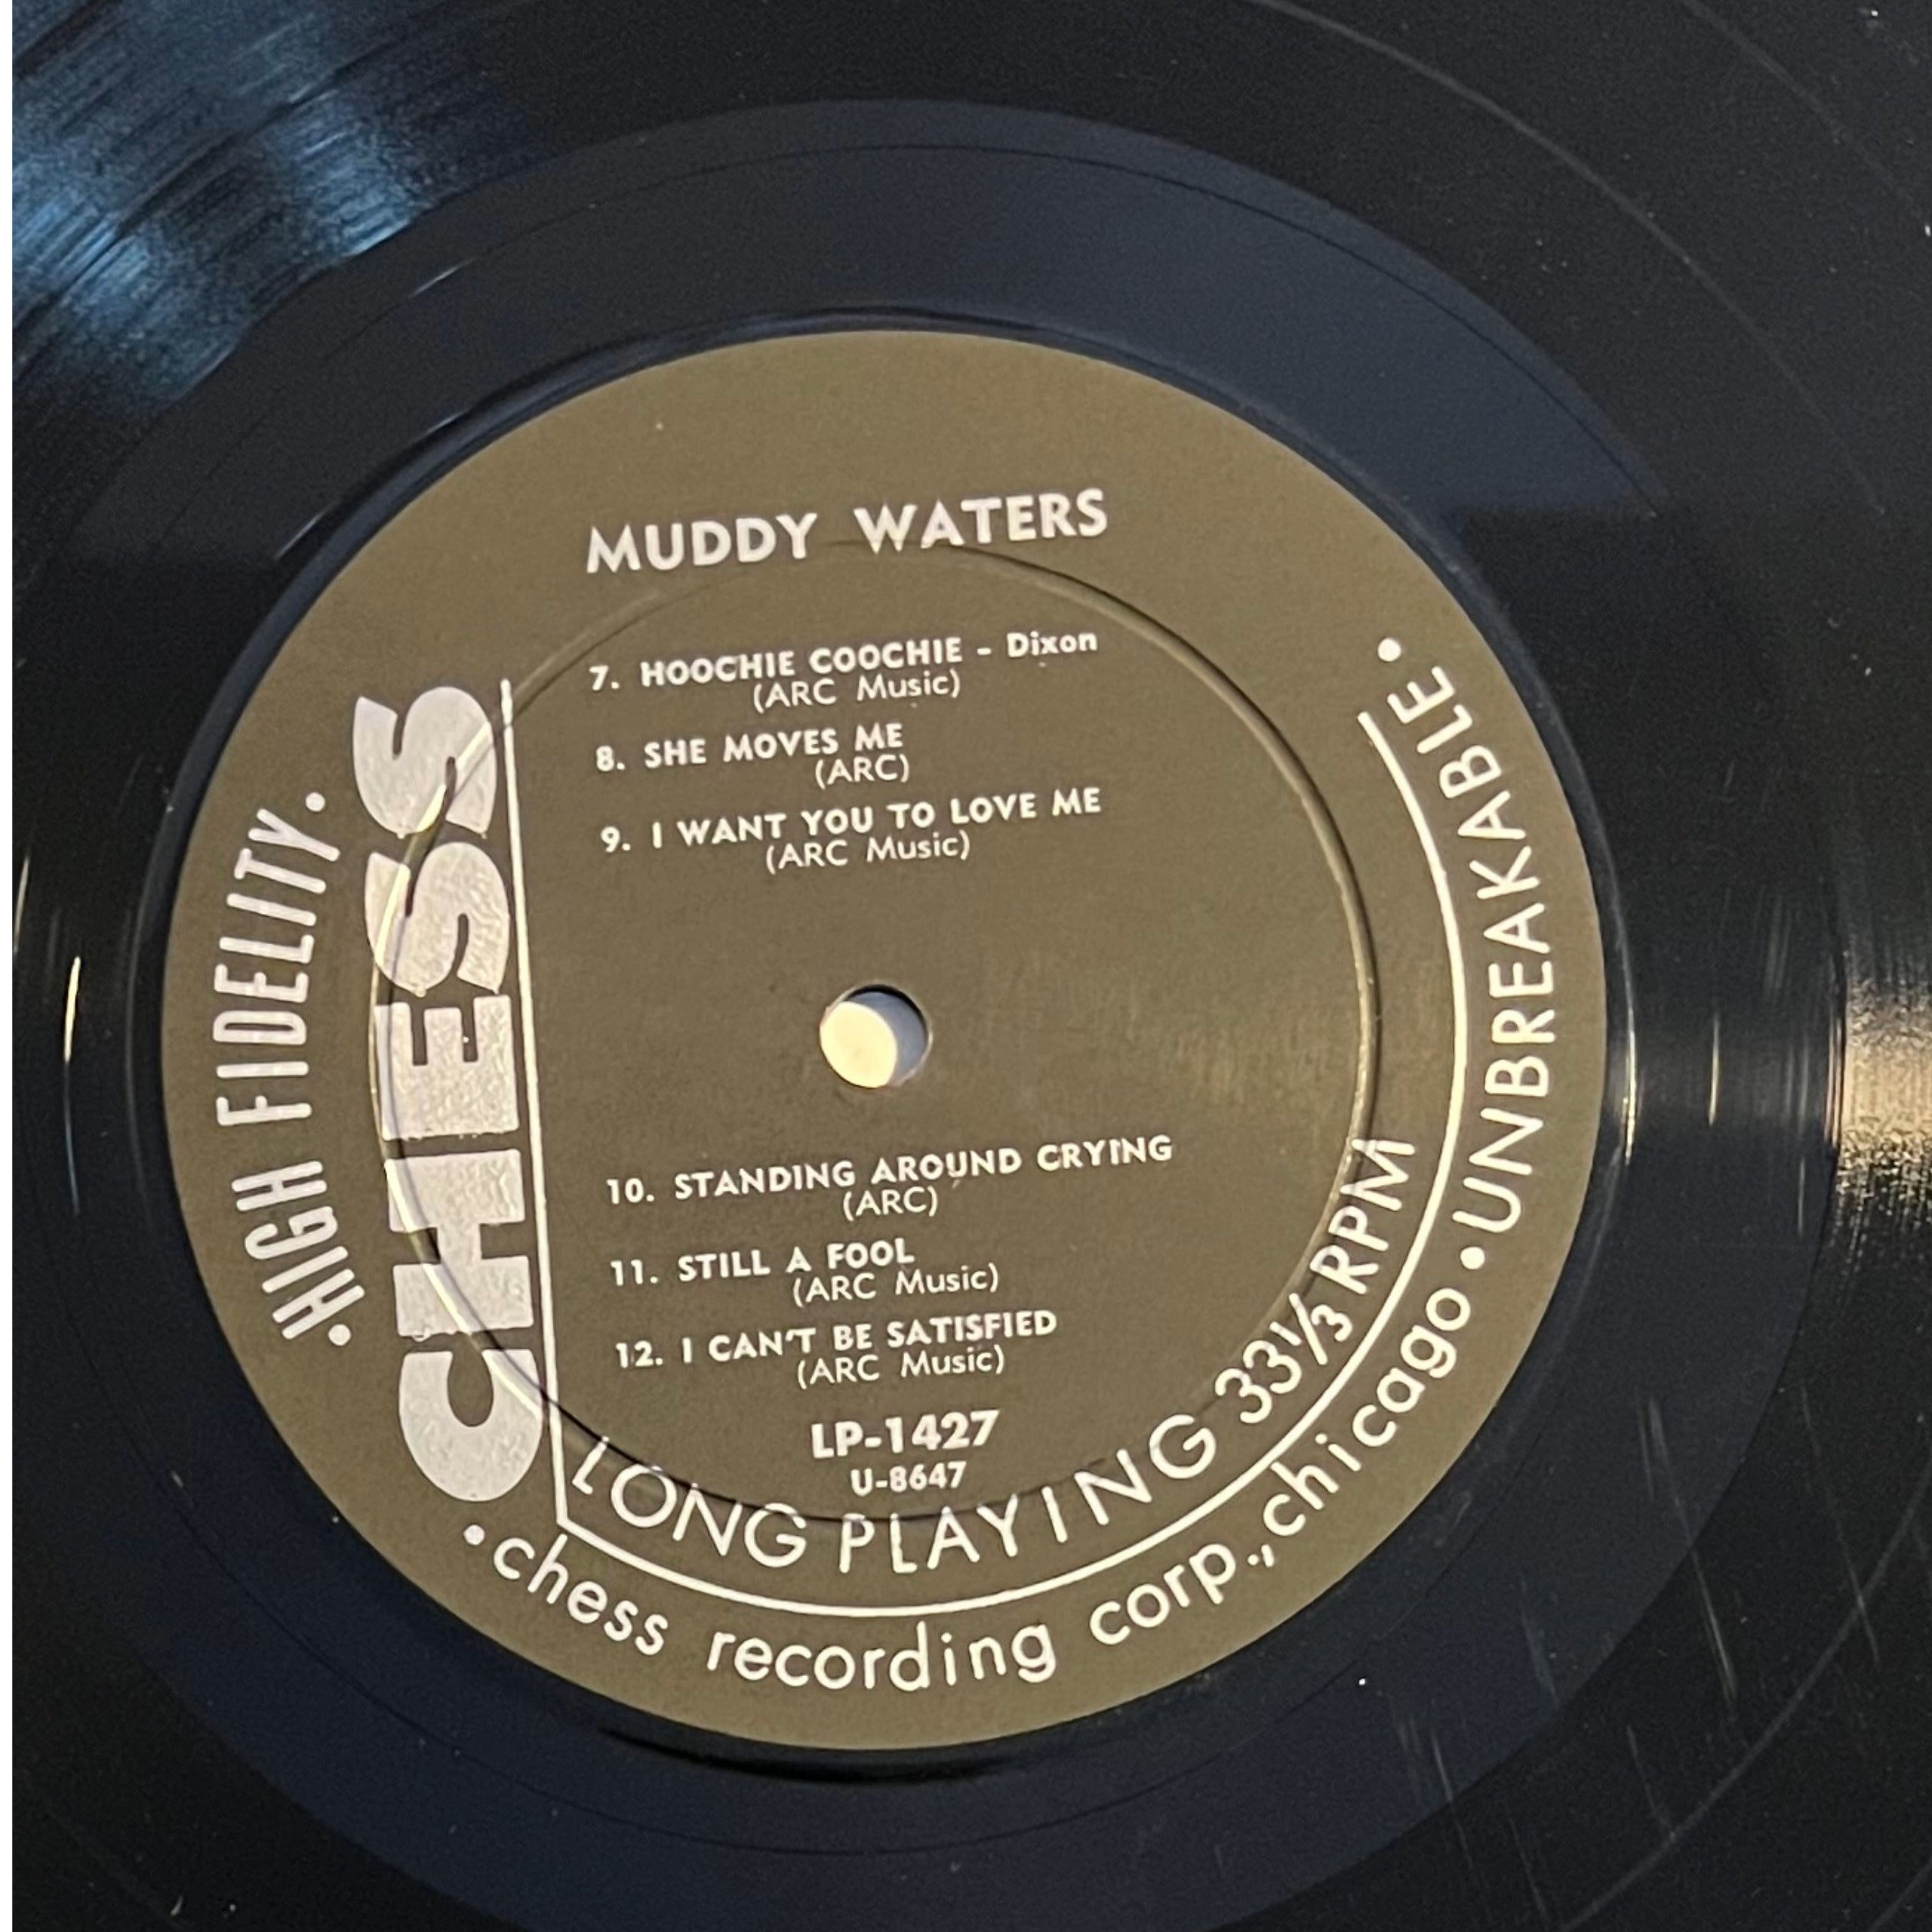 MUDDY WATERS
7. HOOCHIE COOCHIE - Dixon
(ARC Music)
8. SHE MOVES ME
(ARC)
9. I WANT YOU TO LOVE ME
(ARC Music)
10. STANDING AROUND CRYING
(ARC)
11. STILL A FOOL
(ARC Music)
12. I CAN'T BE SATISFIED
(ARC Music)
LP-1427
U-8647
LONG PLAYING 33⅓ RPM
CHESS
•HIGH FIDELITY•
•chess recording corp., chicago•UNBREAKABLE•